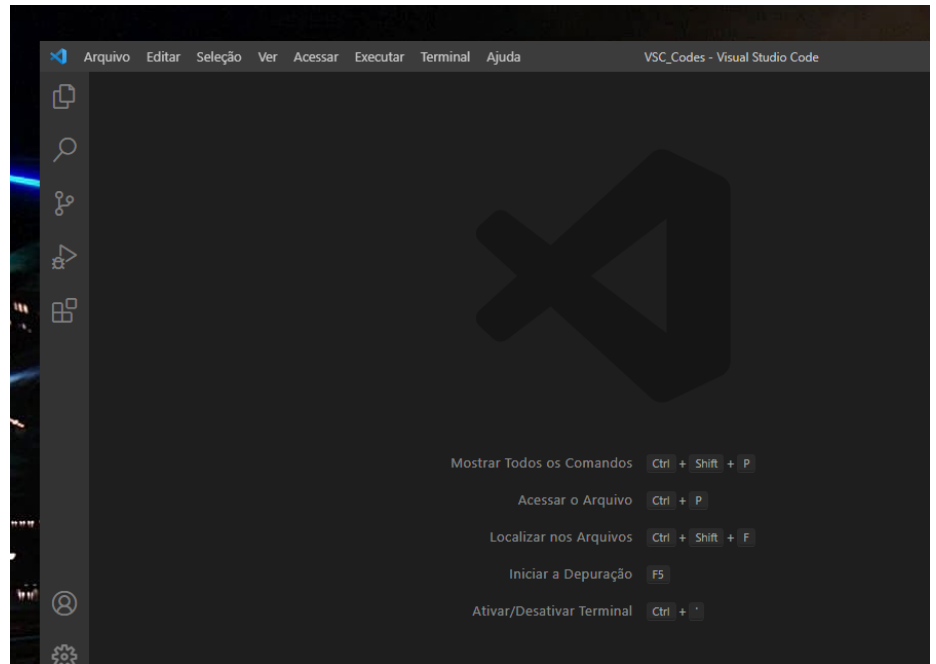 Arquivo Editar Seleção Ver Acessar Executar Terminal Ajuda VSC_Codes - Visual Studio Code
Mostrar Todos os Comandos Ctrl + Shift + P
Acessar o Arquivo Ctrl + P
Localizar nos Arquivos Ctrl + Shift + F
Iniciar a Depuração F5
Ativar/Desativar Terminal Ctrl + '